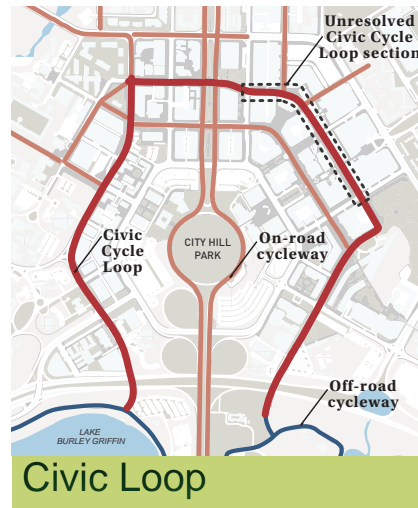 Unresolved
Civic Cycle
Loop section
Civic
Cycle
Loop
CITY HILL
PARK
On-road
cycleway
Off-road
cycleway
LAKE
BURLEY GRIFFIN
Civic Loop